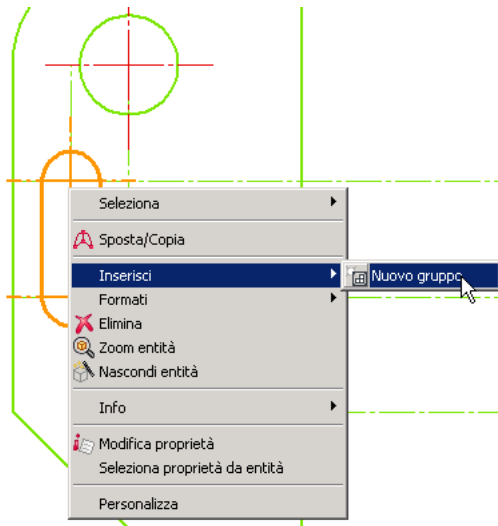 Seleziona
Sposta/Copia
Inserisci
Nuovo gruppo
Formati
Elimina
Zoom entità
Nascondi entità
Info
Modifica proprietà
Seleziona proprietà da entità
Personalizza